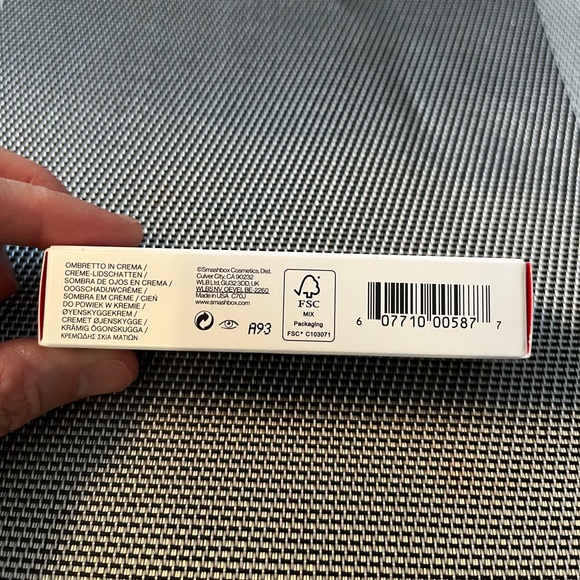 OMBRETTO IN CREMA /
CREME-LIDSCHATTEN /
SOMBRA DE OJOS EN CREMA /
OOGSCHADUWCRÈME /
SOMBRA EM CREME / CIEŃ
DO POWIEK W KREMIE /
ØYENSKYGGEKREM /
CREMET ØJENSKYGGE /
KRÄMIG ÖGONSKUGGA /
ΚΡΕΜΩΔΗΣ ΣΚΙΑ ΜΑΤΙΩΝ
©Smashbox Cosmetics, Dist.
Culver City, CA 90232
WLB Ltd, GU32 3DD, UK
WLBS NV, OEVEL BE-2260
Made in USA C70J
www.smashbox.com
A93
FSC
MIX
Packaging
FSC® C103071
6 07710 00587 7